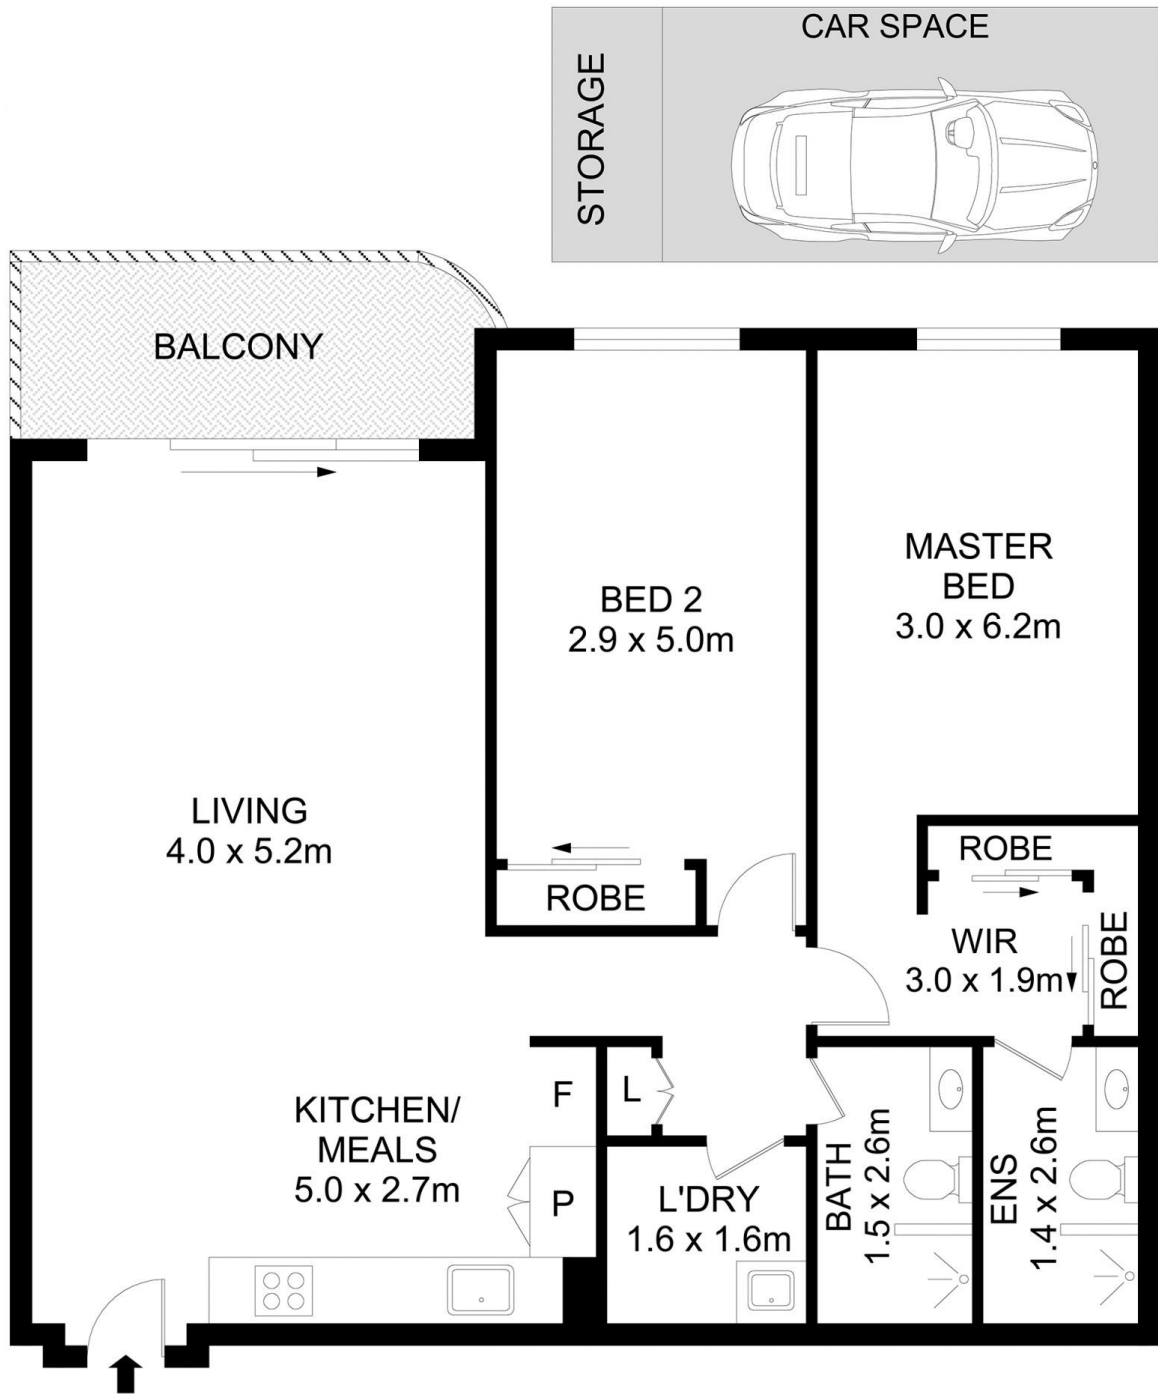 CAR SPACE
STORAGE
BALCONY
MASTER
BED
3.0 x 6.2m
BED 2
2.9 x 5.0m
LIVING
4.0 x 5.2m
ROBE
ROBE
WIR
3.0 x 1.9m
ROBE
KITCHEN/
MEALS
5.0 x 2.7m
F
L
P
L'DRY
1.6 x 1.6m
BATH
1.5 x 2.6m
ENS
1.4 x 2.6m